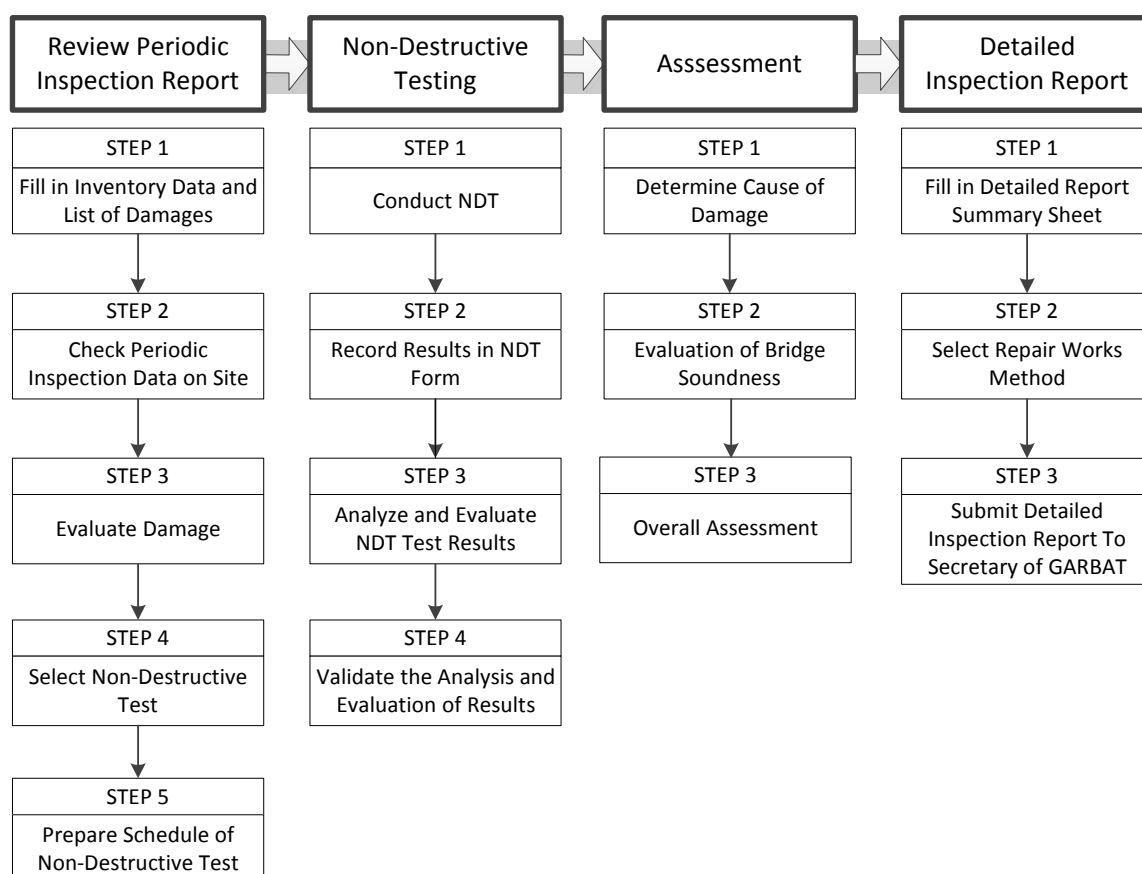 Review Periodic
Inspection Report
Non-Destructive
Testing
Asssessment
Detailed
Inspection Report
STEP 1
Fill in Inventory Data and
List of Damages
STEP 2
Check Periodic
Inspection Data on Site
STEP 3
Evaluate Damage
STEP 4
Select Non-Destructive
Test
STEP 5
Prepare Schedule of
Non-Destructive Test
STEP 1
Conduct NDT
STEP 2
Record Results in NDT
Form
STEP 3
Analyze and Evaluate
NDT Test Results
STEP 4
Validate the Analysis and
Evaluation of Results
STEP 1
Determine Cause of
Damage
STEP 2
Evaluation of Bridge
Soundness
STEP 3
Overall Assessment
STEP 1
Fill in Detailed Report
Summary Sheet
STEP 2
Select Repair Works
Method
STEP 3
Submit Detailed
Inspection Report To
Secretary of GARBAT